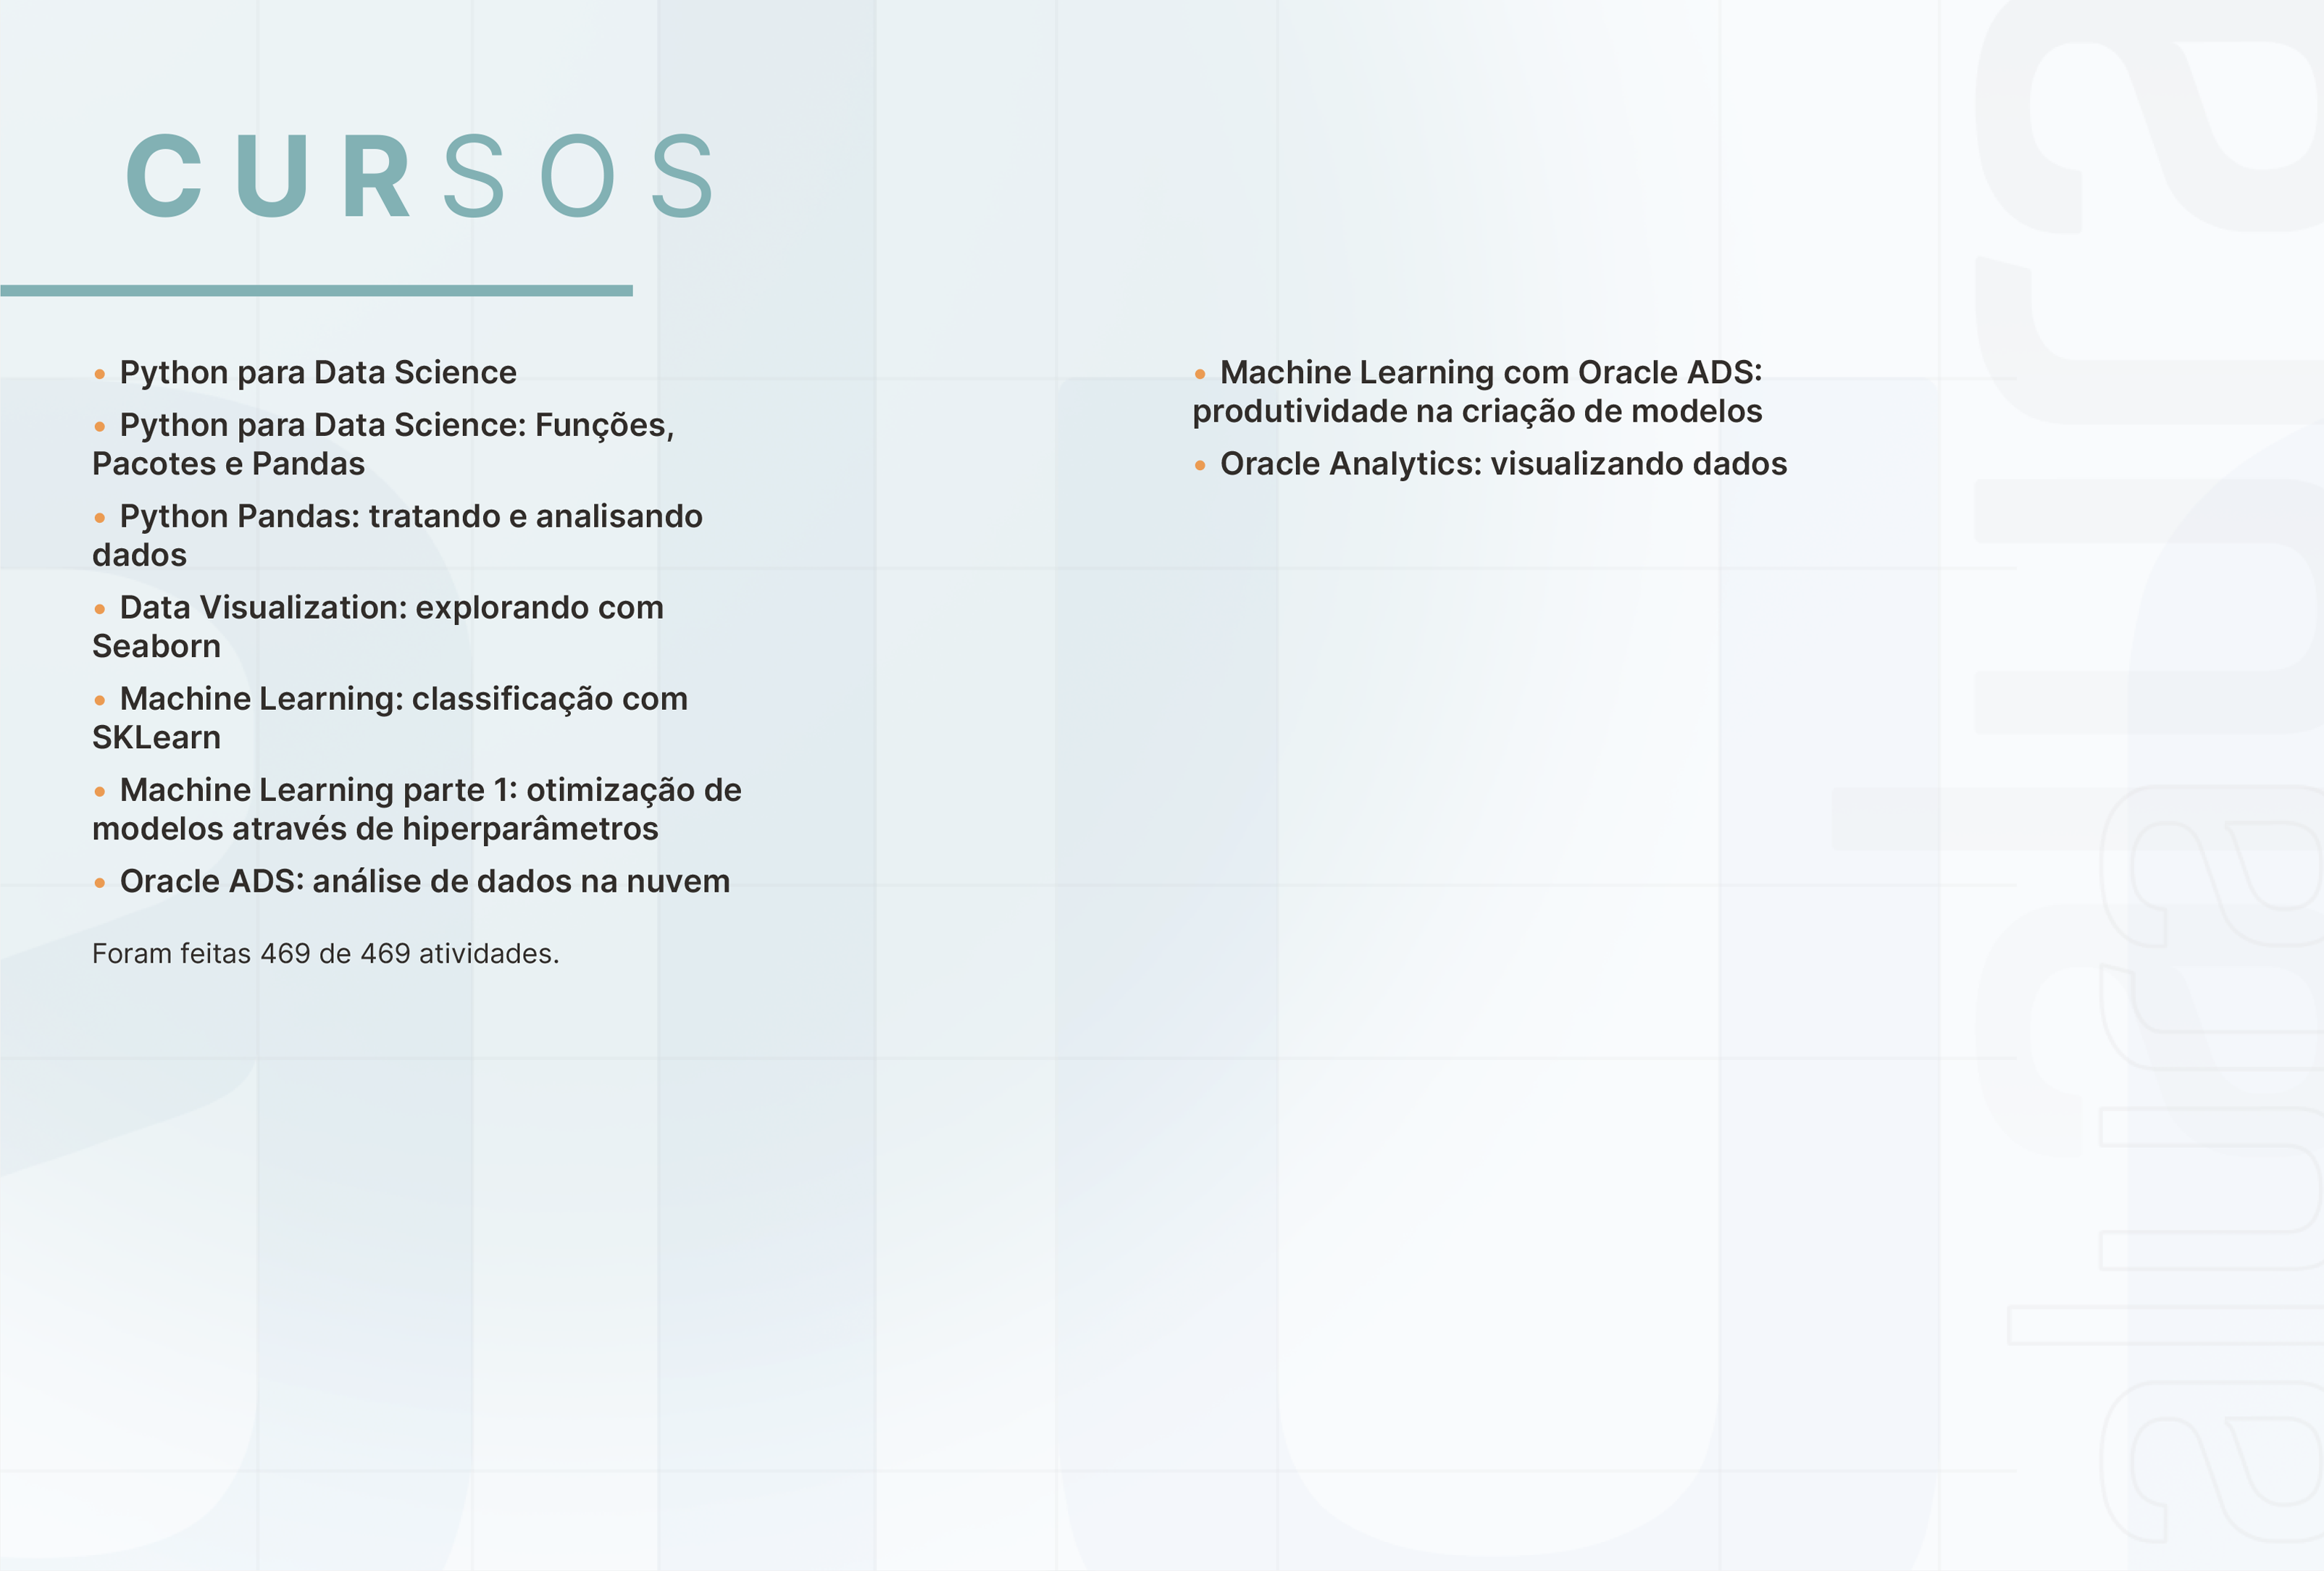 CURSOS
• Python para Data Science
• Python para Data Science: Funções,
Pacotes e Pandas
• Python Pandas: tratando e analisando
dados
• Data Visualization: explorando com
Seaborn
• Machine Learning: classificação com
SKLearn
• Machine Learning parte 1: otimização de
modelos através de hiperparâmetros
• Oracle ADS: análise de dados na nuvem
Foram feitas 469 de 469 atividades.
• Machine Learning com Oracle ADS:
produtividade na criação de modelos
• Oracle Analytics: visualizando dados
alura
alura